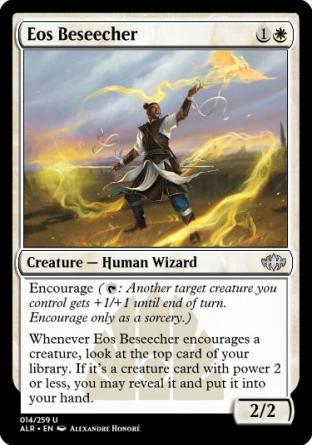 Eos Beseecher
1
Creature — Human Wizard
Encourage (: Another target creature you
control gets +1/+1 until end of turn.
Encourage only as a sorcery.)
Whenever Eos Beseecher encourages a
creature, look at the top card of your
library. If it's a creature card with power 2
or less, you may reveal it and put it into
your hand.
2/2
014/259 U
ALR • EN Alexandre Honoré